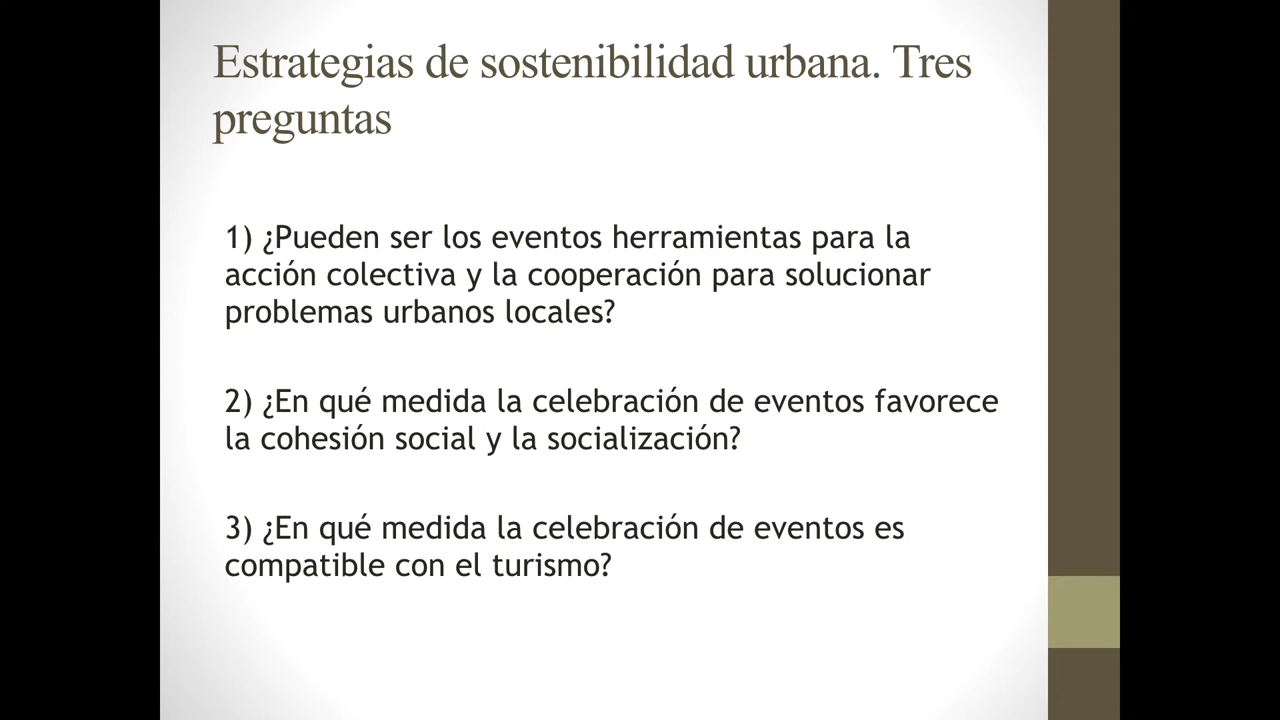 Estrategias de sostenibilidad urbana. Tres
preguntas
1) ¿Pueden ser los eventos herramientas para la
acción colectiva y la cooperación para solucionar
problemas urbanos locales?
2) ¿En qué medida la celebración de eventos favorece
la cohesión social y la socialización?
3) ¿En qué medida la celebración de eventos es
compatible con el turismo?